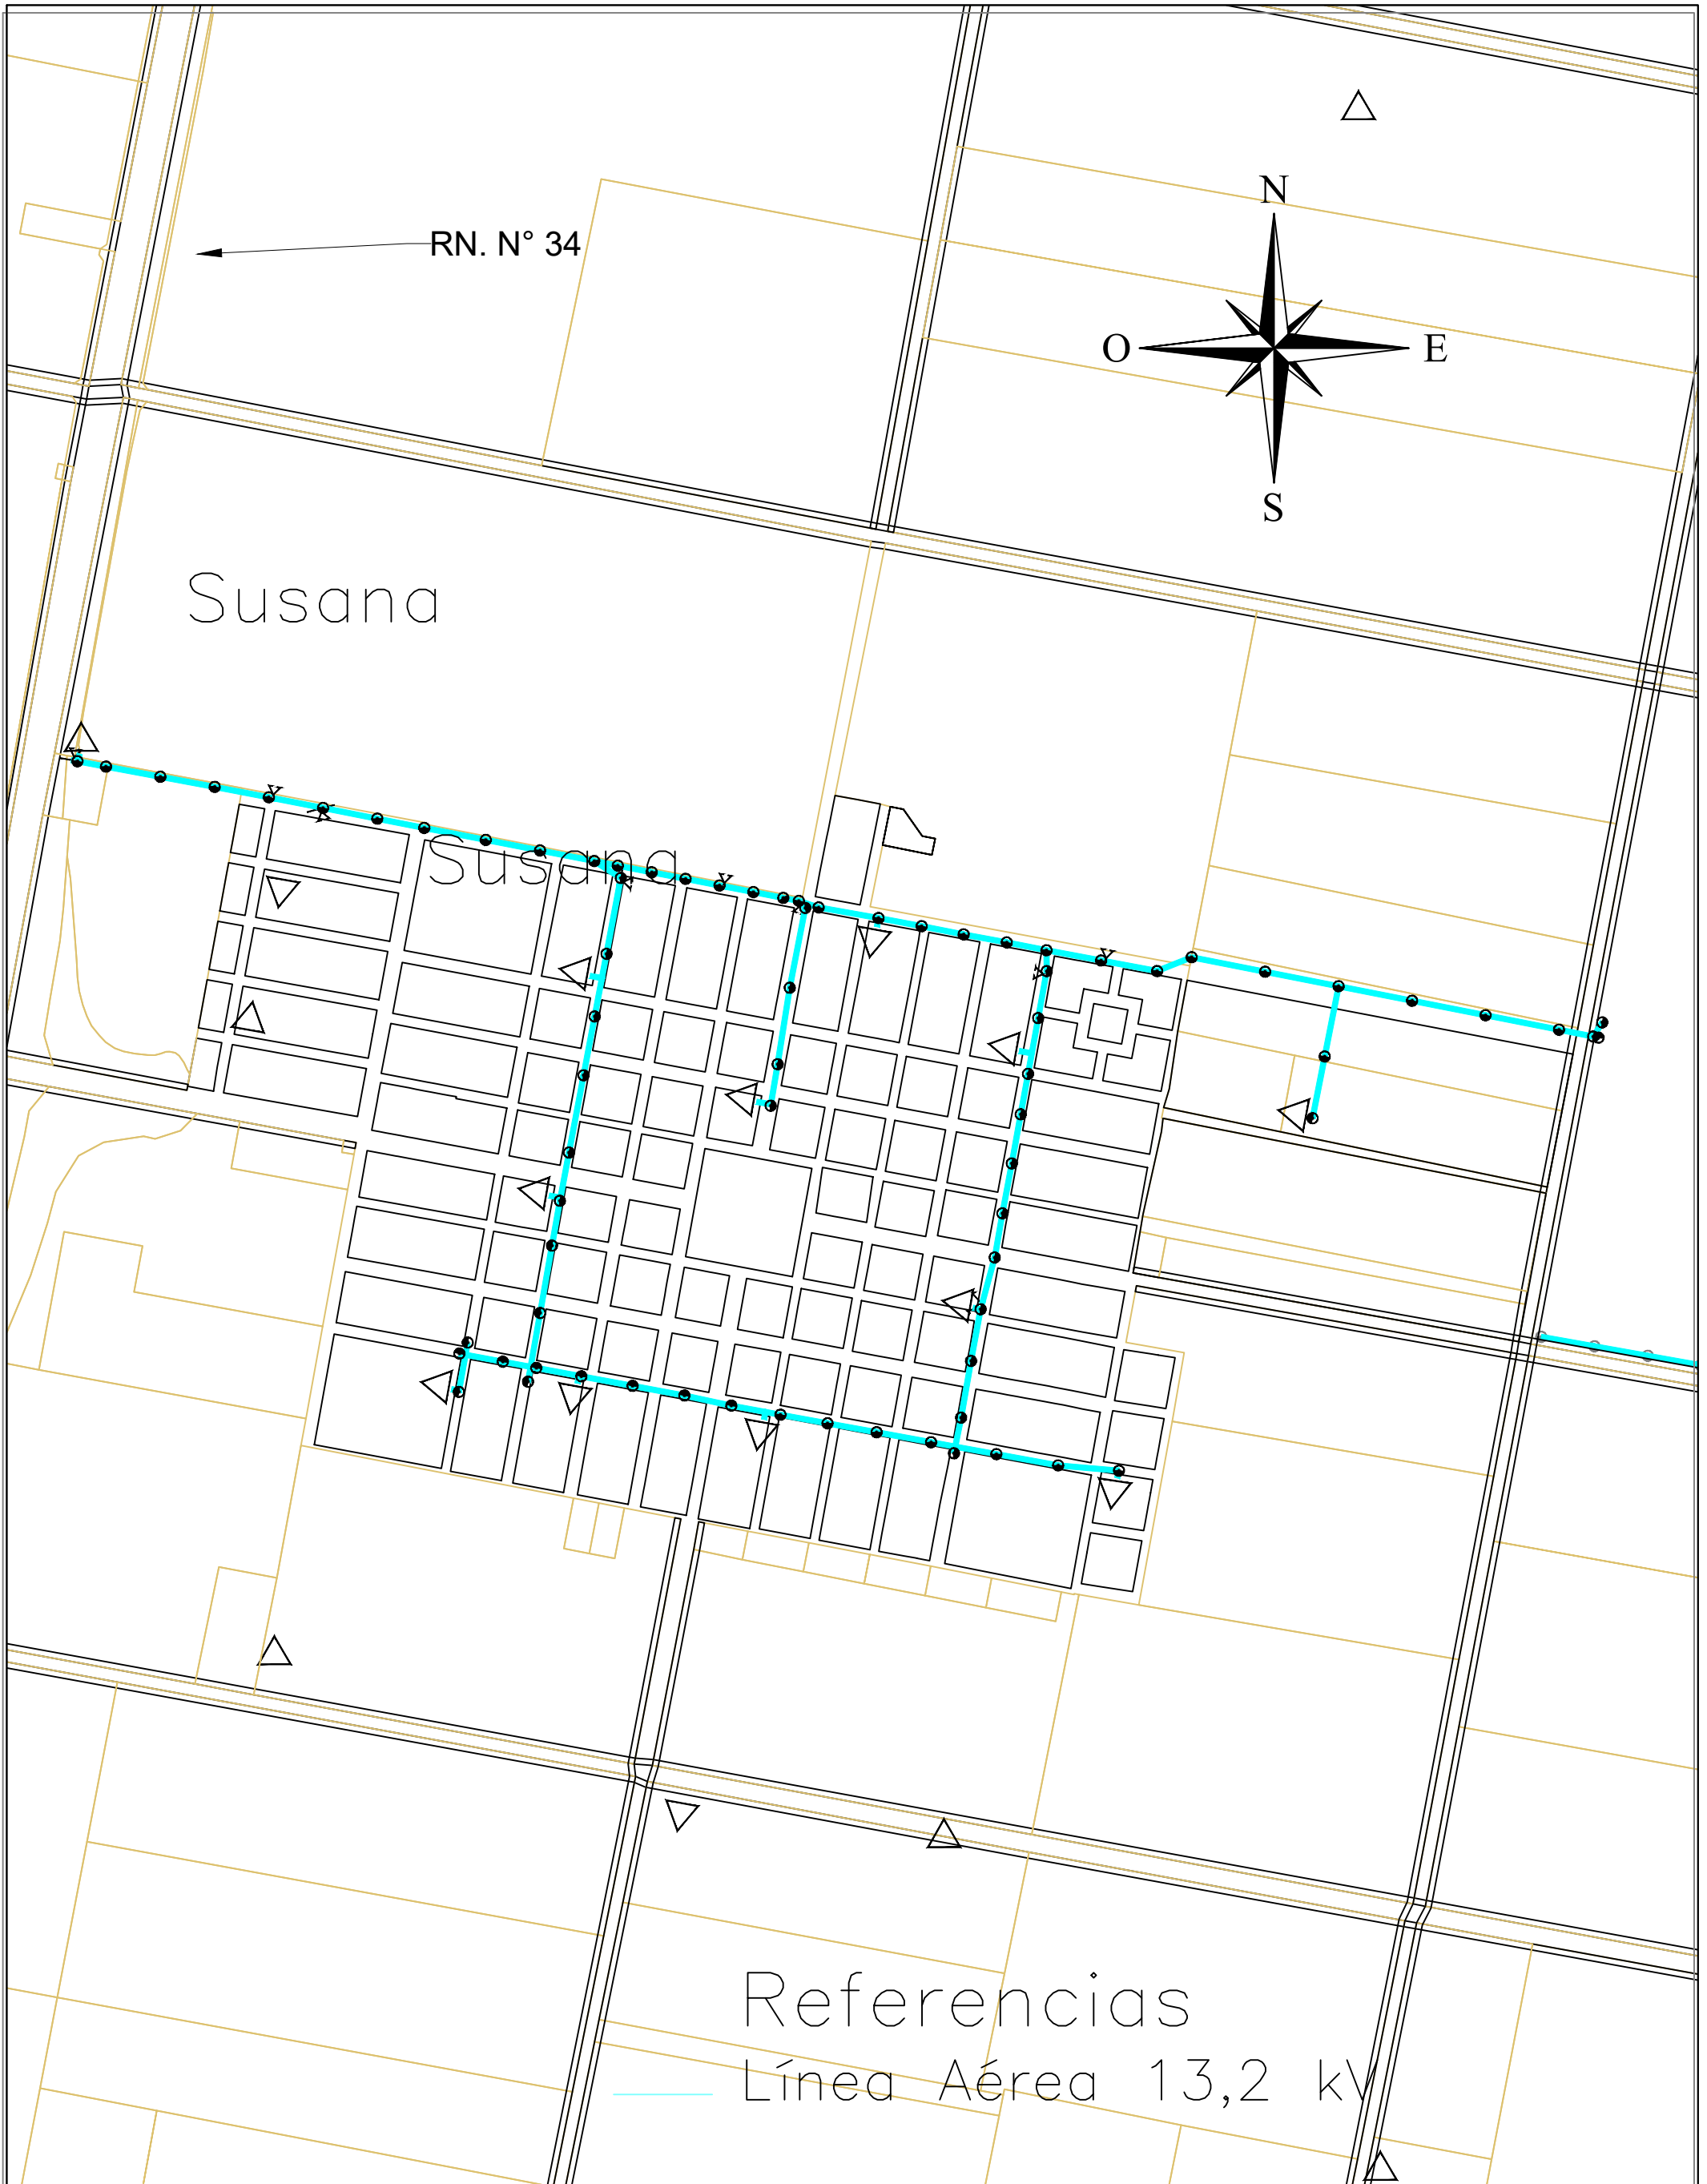 N
RN. N° 34
O
E
S
Susana
Susana
Referencias
Línea Aérea 13,2 kV